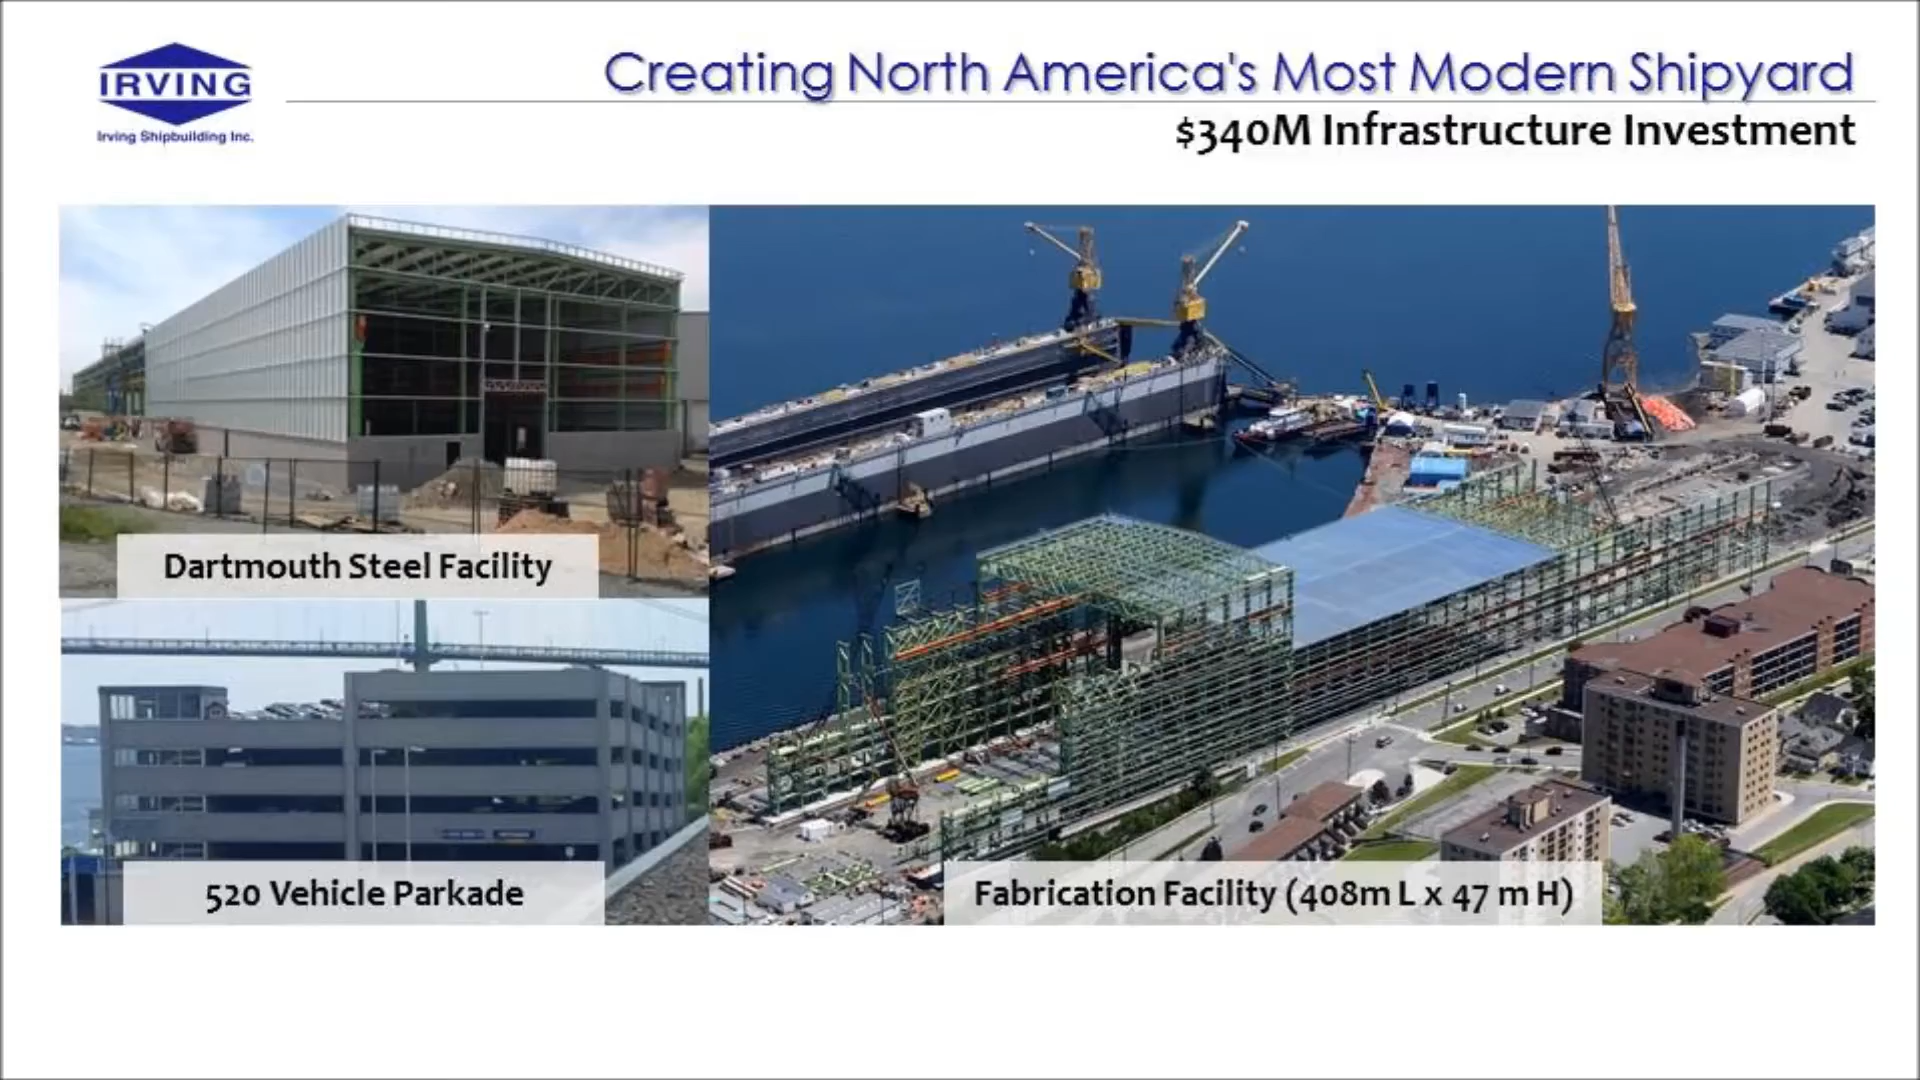 IRVING
Irving Shipbuilding Inc.
Creating North America's Most Modern Shipyard
$340M Infrastructure Investment
Dartmouth Steel Facility
520 Vehicle Parkade
Fabrication Facility (408m L x 47 m H)